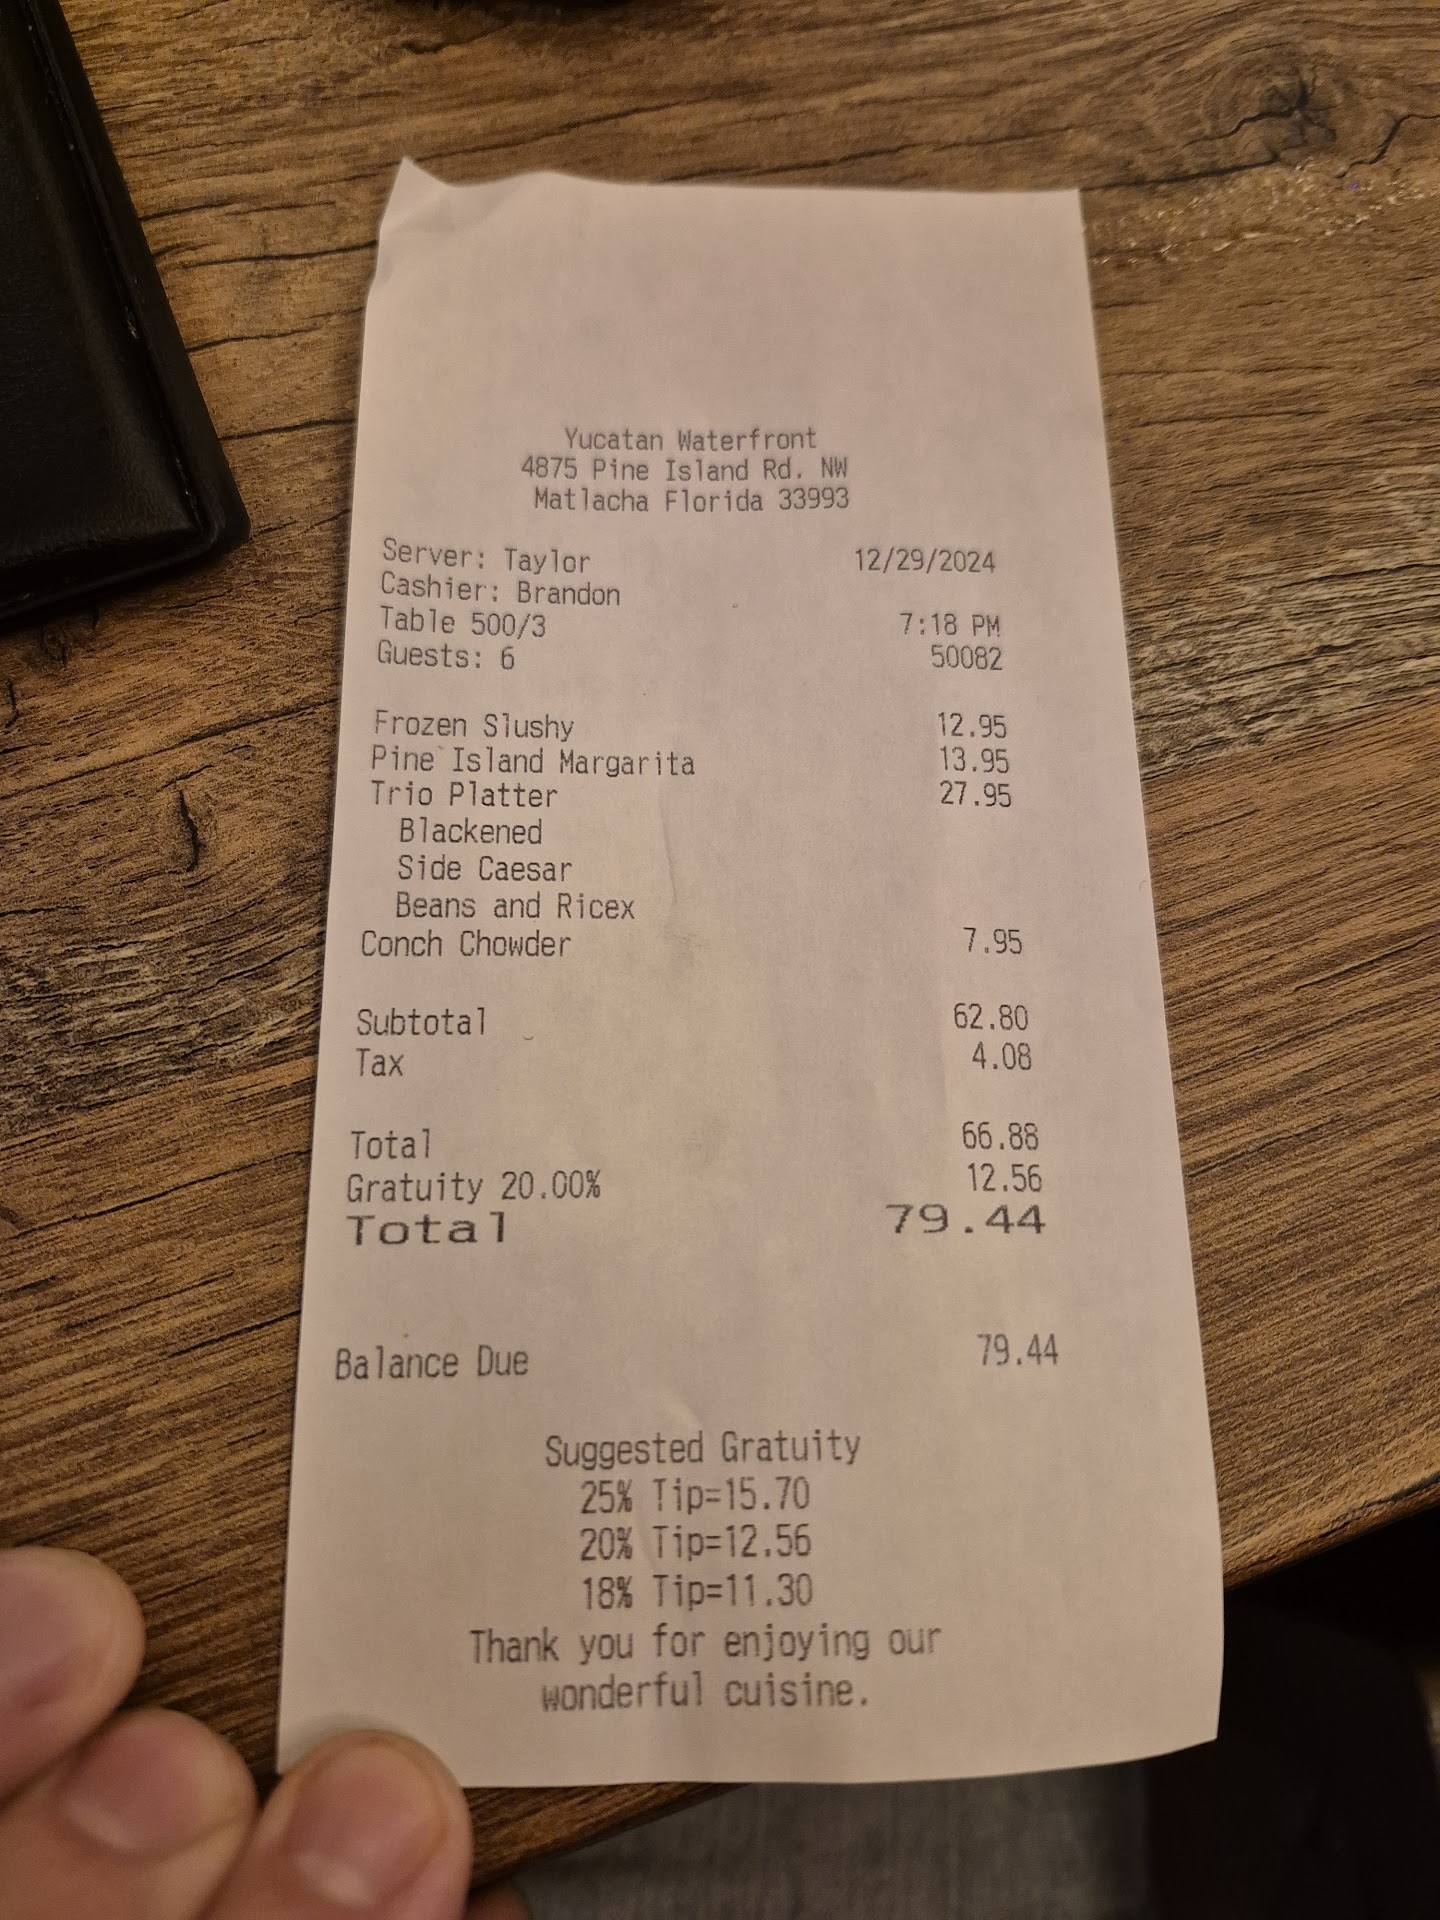 Yucatan Waterfront
4875 Pine Island Rd. NW
Matlacha Florida 33993
Server: Taylor 12/29/2024
Cashier: Brandon
Table 500/3 7:18 PM
Guests: 6 50082
Frozen Slushy 12.95
Pine Island Margarita 13.95
Trio Platter 27.95
Blackened
Side Caesar
Beans and Ricex
Conch Chowder 7.95
Subtotal 62.80
Tax 4.08
Total 66.88
Gratuity 20.00% 12.56
Total 79.44
Balance Due 79.44
Suggested Gratuity
25% Tip=15.70
20% Tip=12.56
18% Tip=11.30
Thank you for enjoying our
wonderful cuisine.